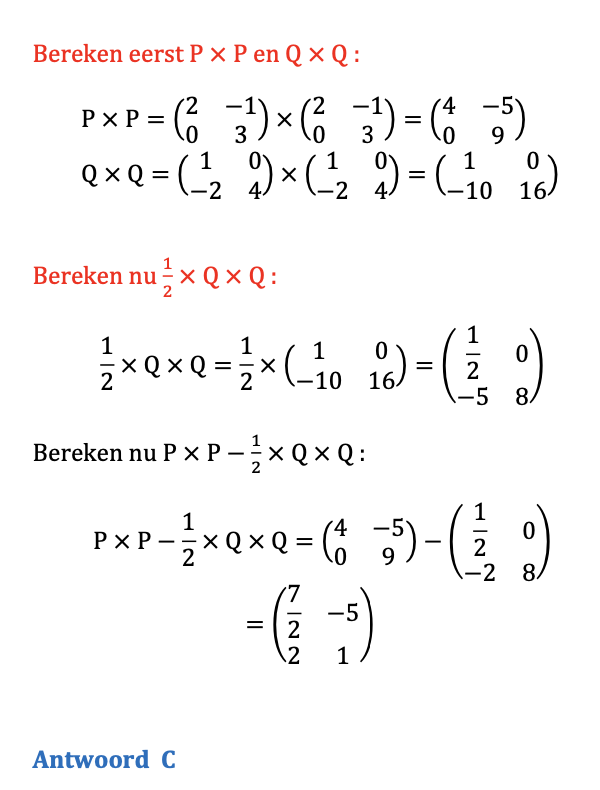 Bereken eerst P × P en Q × Q :
P × P = (2 −1; 0 3) × (2 −1; 0 3) = (4 −5; 0 9)
Q × Q = (1 0; −2 4) × (1 0; −2 4) = (1 0; −10 16)
Bereken nu 1/2 × Q × Q :
1/2 × Q × Q = 1/2 × (1 0; −10 16) = (1/2 0; −5 8)
Bereken nu P × P − 1/2 × Q × Q :
P × P − 1/2 × Q × Q = (4 −5; 0 9) − (1/2 0; −2 8)
= (7/2 −5; 2 1)
Antwoord C